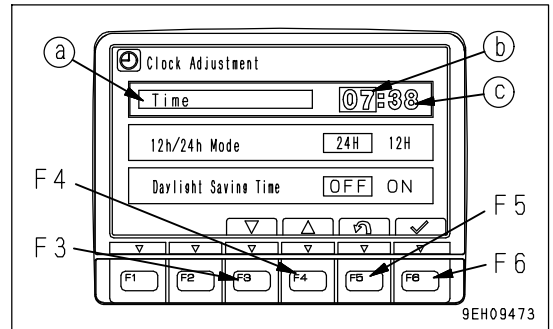 a
b
Clock Adjustment
Time 07:38
c
12h/24h Mode 24H 12H
F4
Daylight Saving Time OFF ON
F5
F3
F6
F1 F2 F3 F4 F5 F6
9EH09473